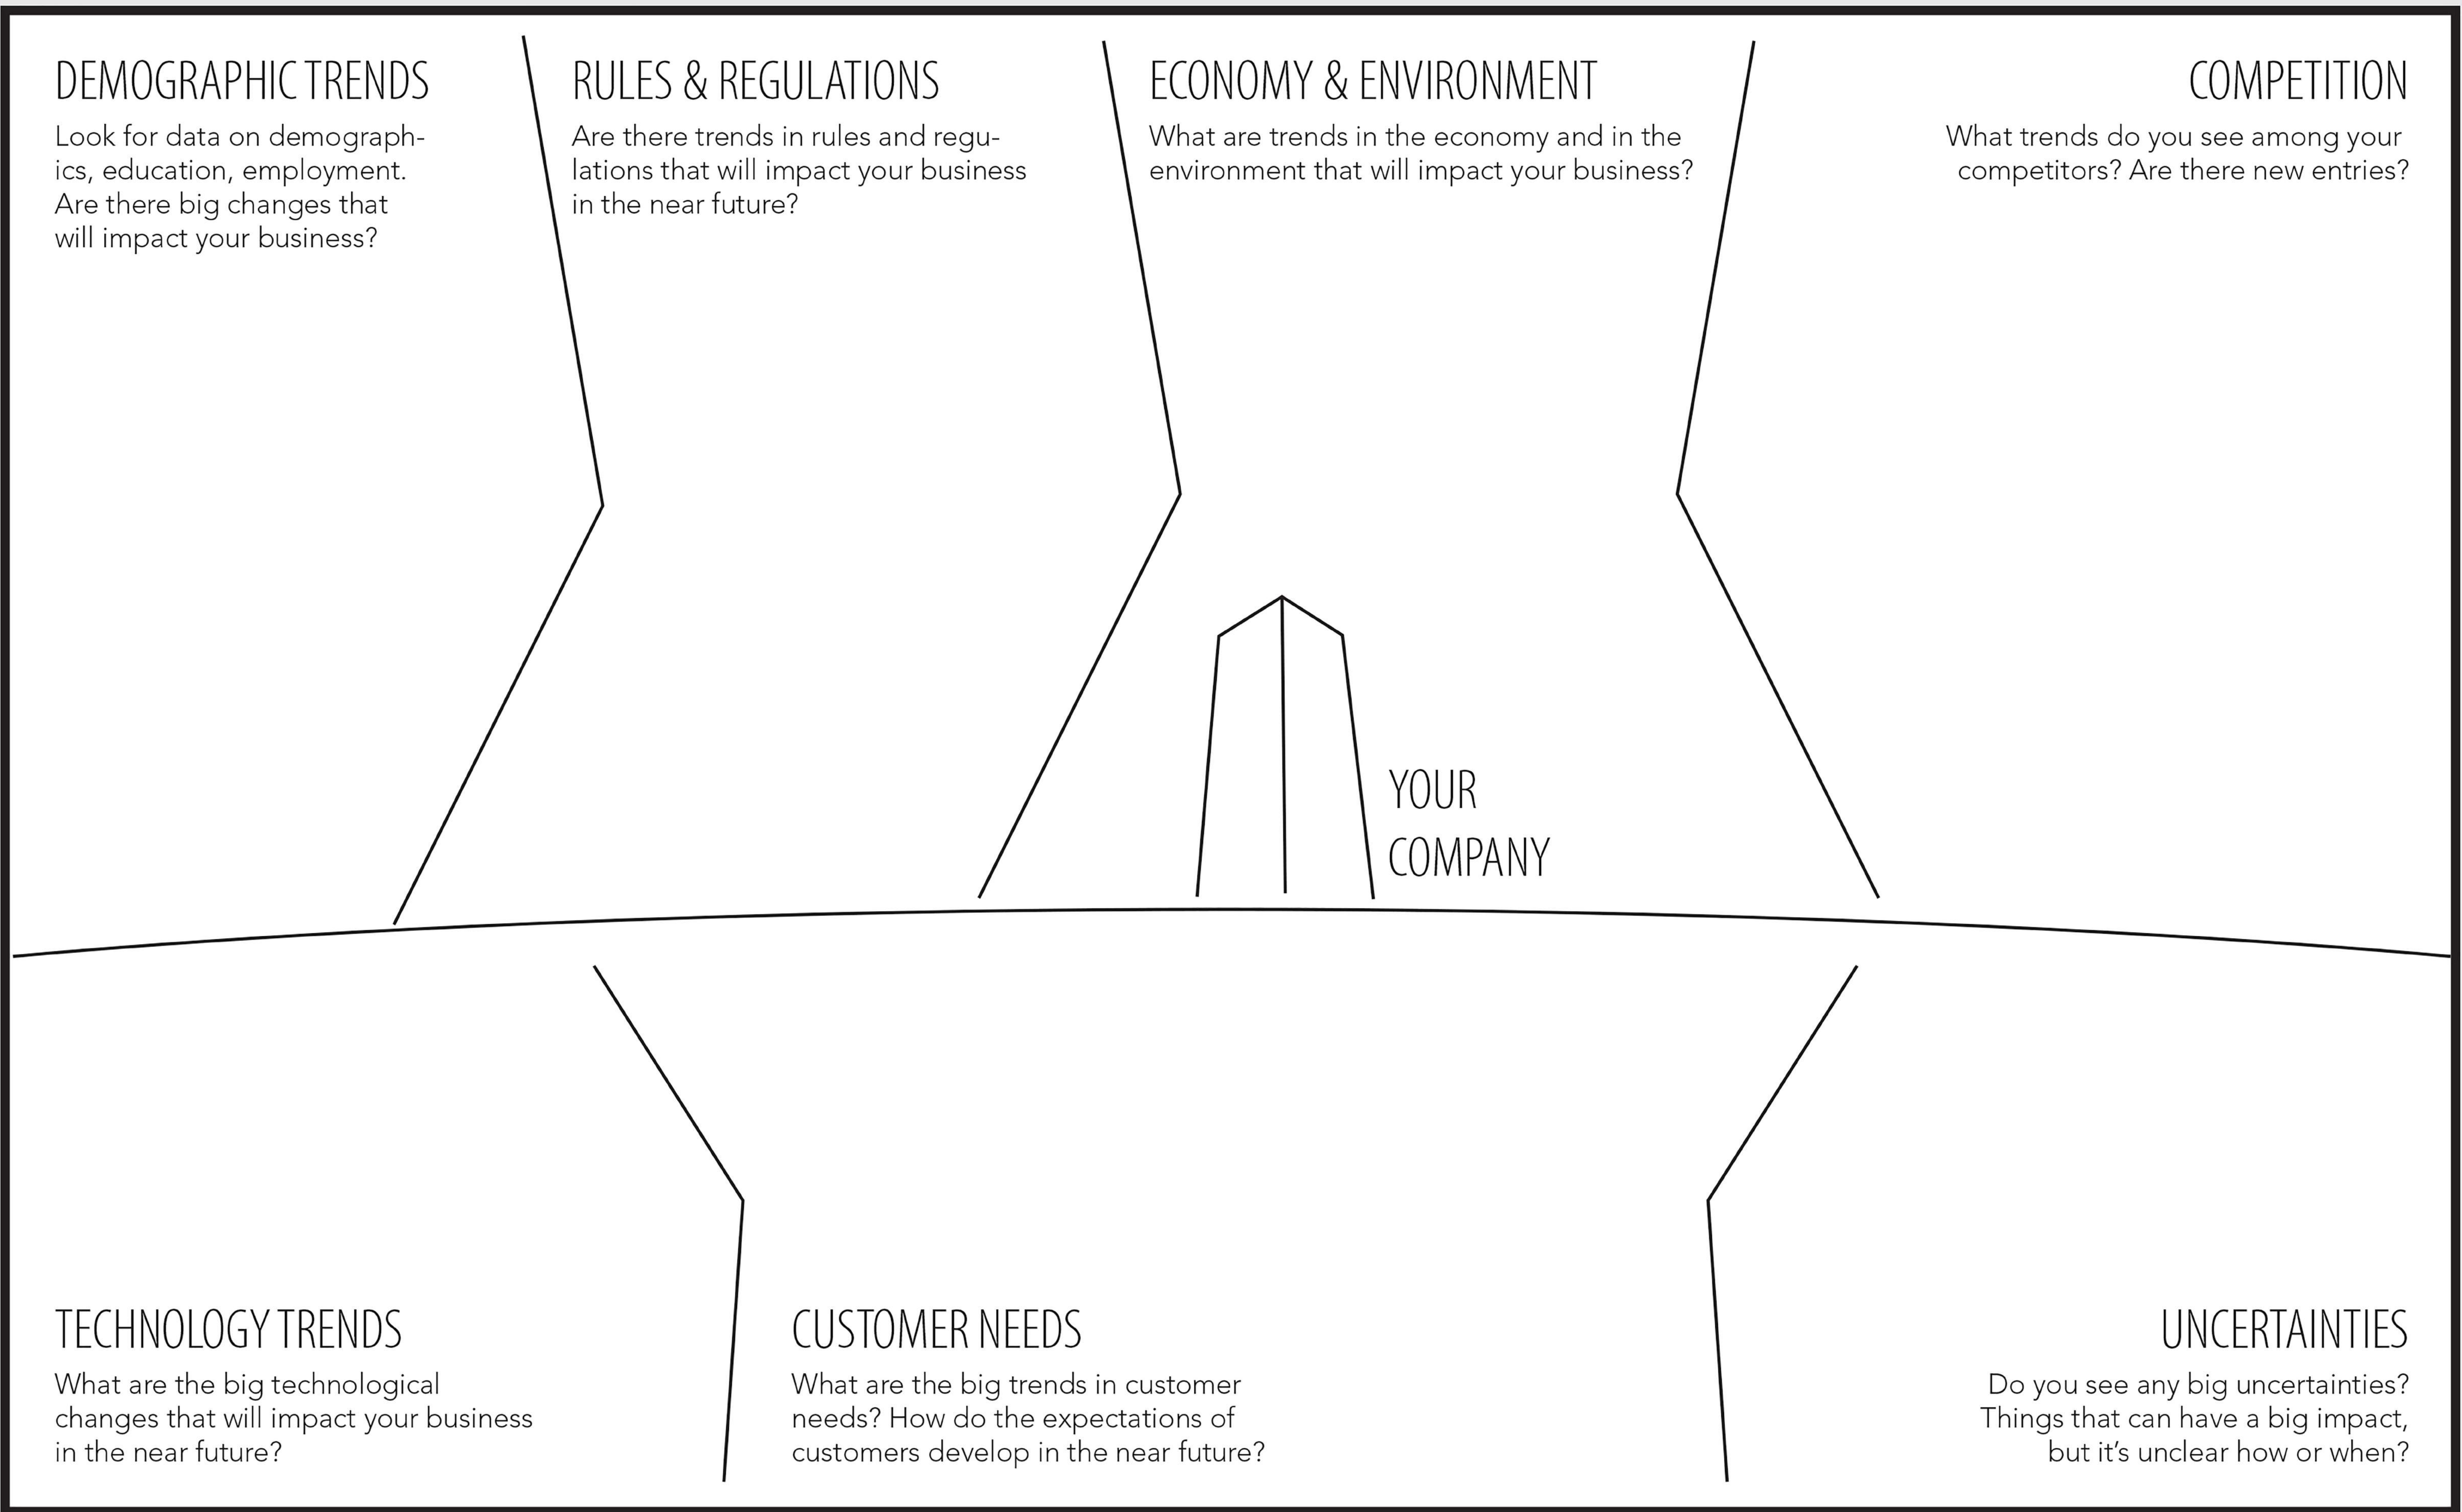 DEMOGRAPHIC TRENDS
Look for data on demograph-
ics, education, employment.
Are there big changes that
will impact your business?
RULES & REGULATIONS
Are there trends in rules and regu-
lations that will impact your business
in the near future?
ECONOMY & ENVIRONMENT
What are trends in the economy and in the
environment that will impact your business?
COMPETITION
What trends do you see among your
competitors? Are there new entries?
YOUR
COMPANY
TECHNOLOGY TRENDS
What are the big technological
changes that will impact your business
in the near future?
CUSTOMER NEEDS
What are the big trends in customer
needs? How do the expectations of
customers develop in the near future?
UNCERTAINTIES
Do you see any big uncertainties?
Things that can have a big impact,
but it's unclear how or when?